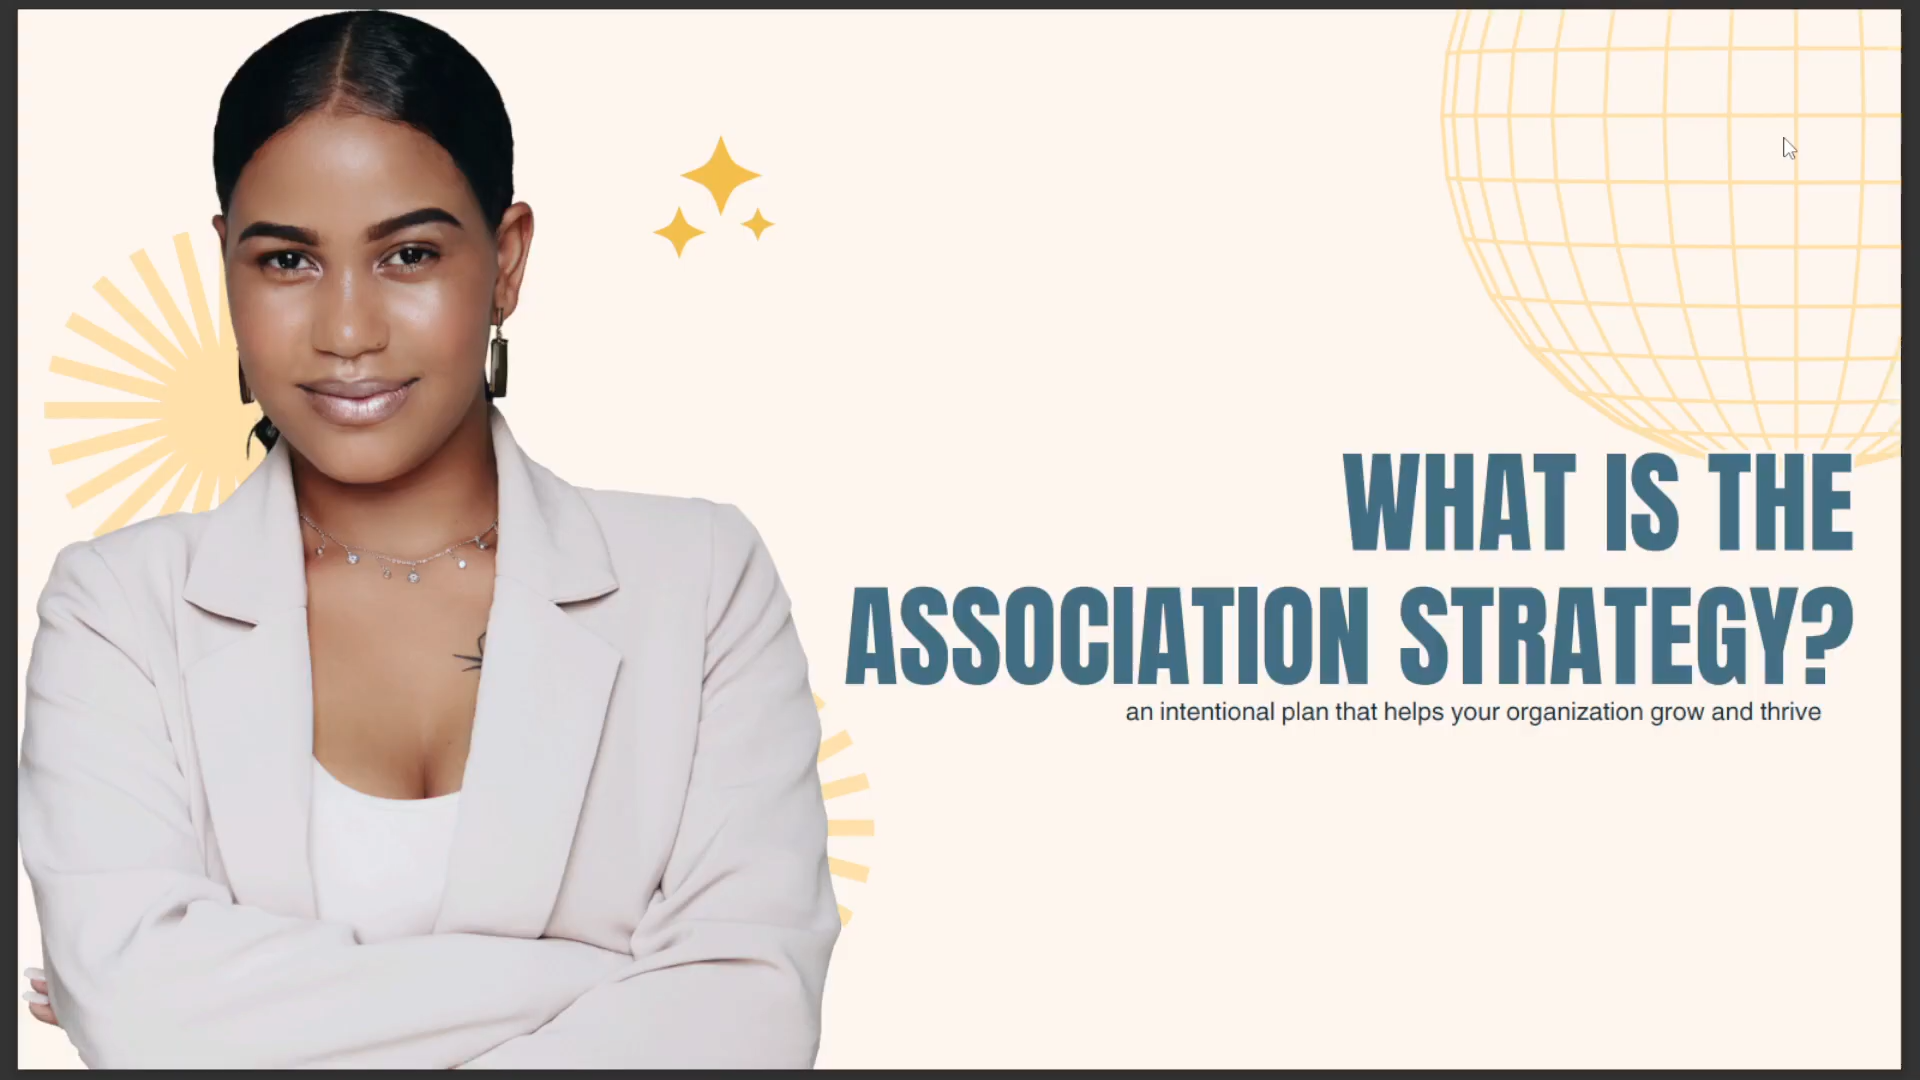 WHAT IS THE
ASSOCIATION STRATEGY?
an intentional plan that helps your organization grow and thrive